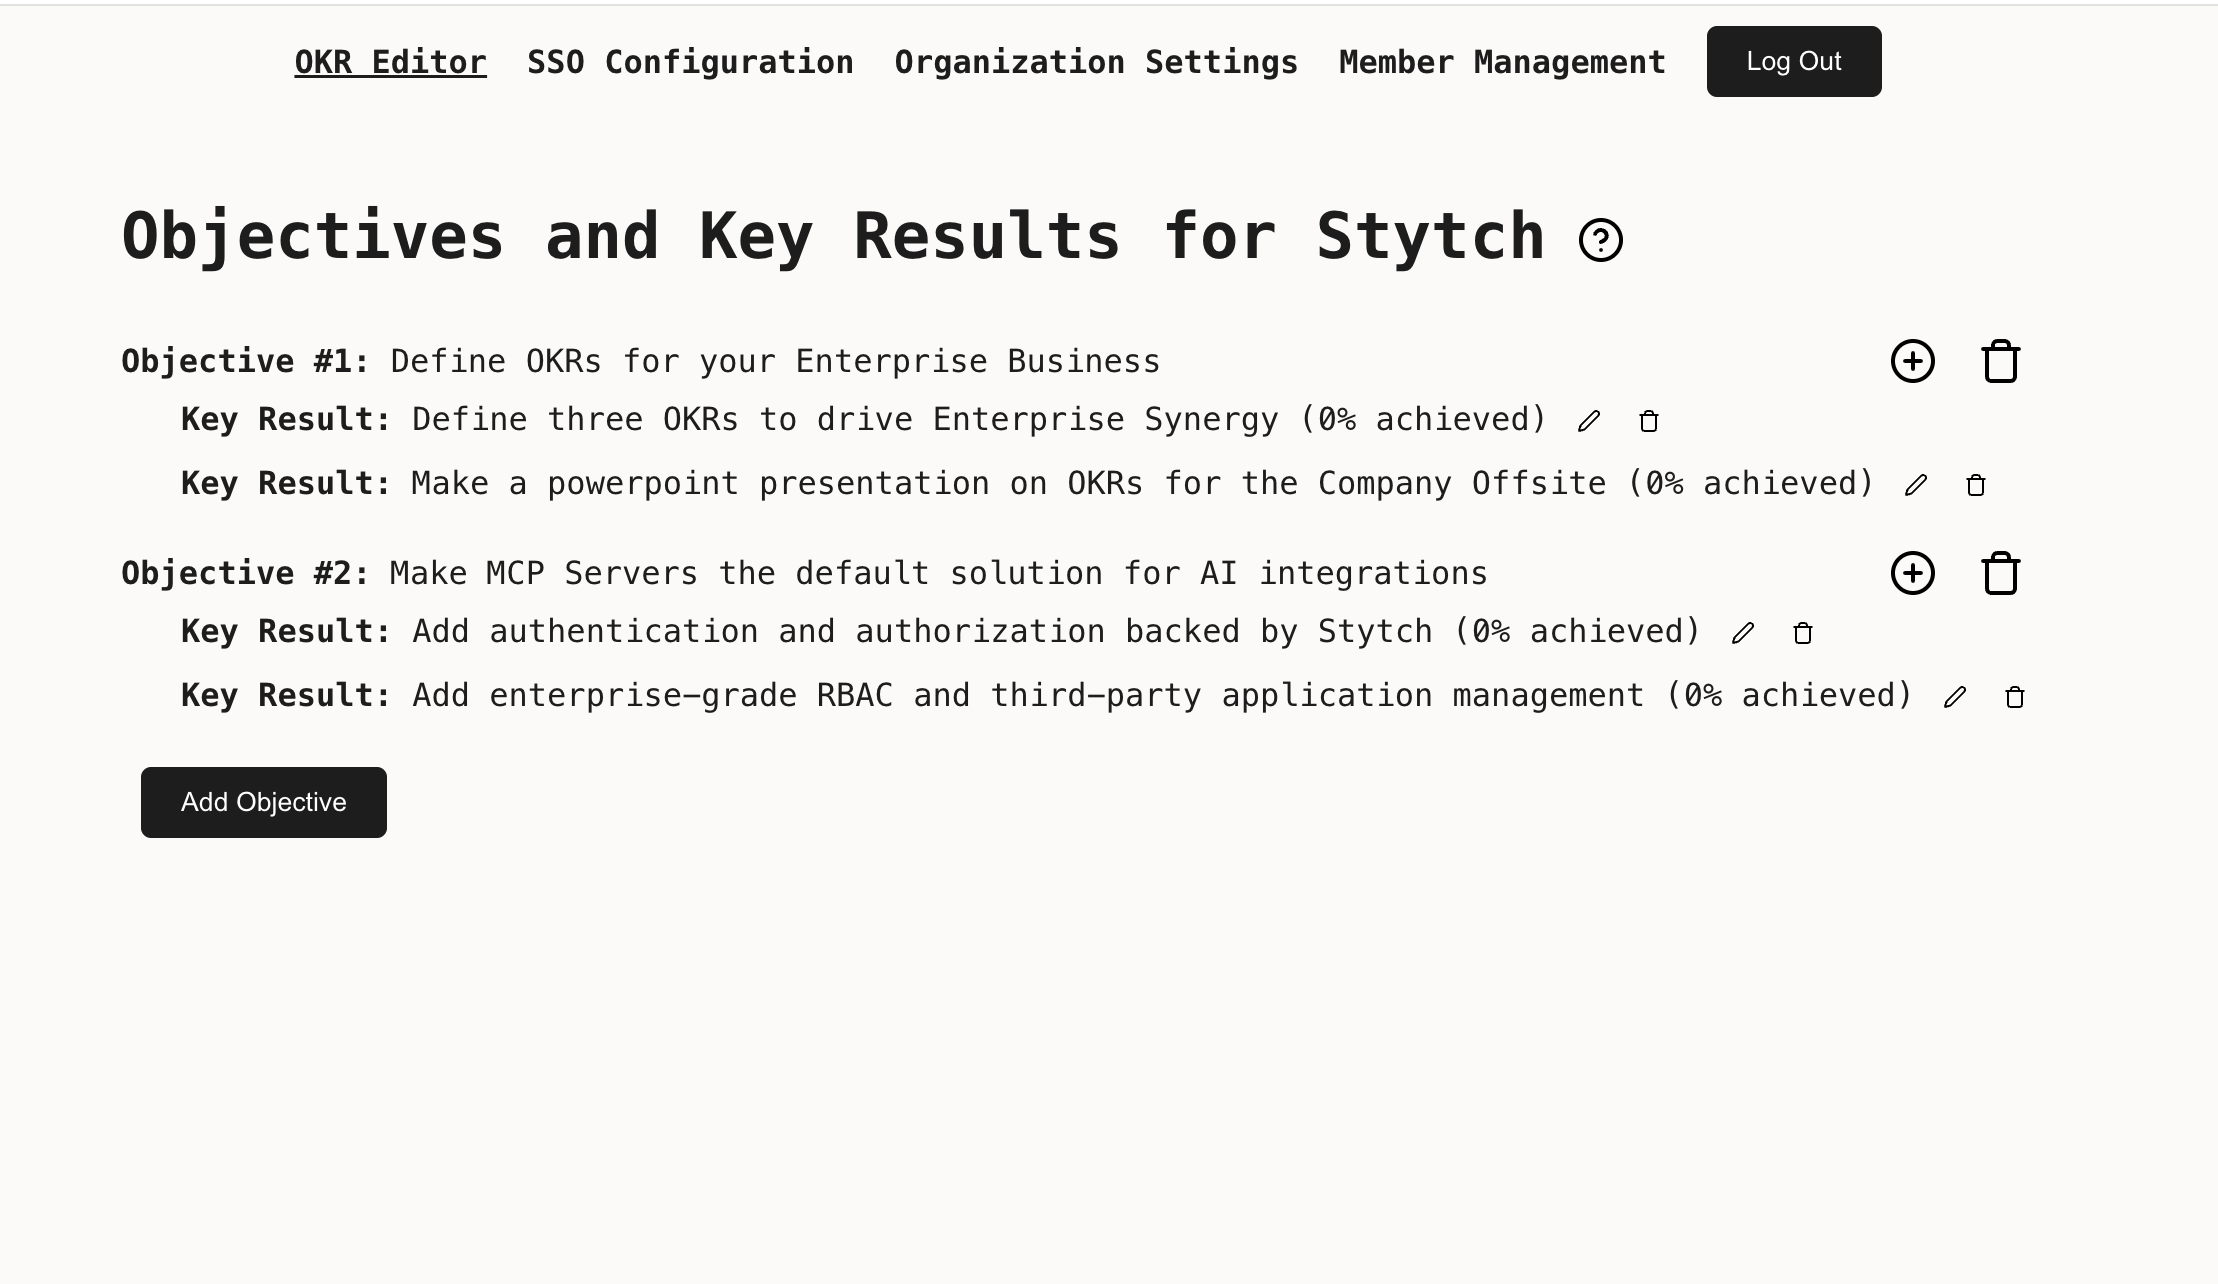 OKR Editor SSO Configuration Organization Settings Member Management Log Out
Objectives and Key Results for Stytch ?
Objective #1: Define OKRs for your Enterprise Business
Key Result: Define three OKRs to drive Enterprise Synergy (0% achieved)
Key Result: Make a powerpoint presentation on OKRs for the Company Offsite (0% achieved)
Objective #2: Make MCP Servers the default solution for AI integrations
Key Result: Add authentication and authorization backed by Stytch (0% achieved)
Key Result: Add enterprise-grade RBAC and third-party application management (0% achieved)
Add Objective